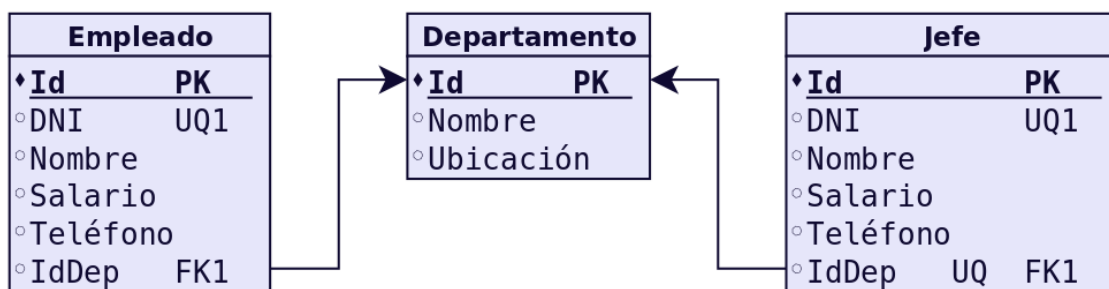 Empleado
Id PK
DNI UQ1
Nombre
Salario
Teléfono
IdDep FK1
Departamento
Id PK
Nombre
Ubicación
Jefe
Id PK
DNI UQ1
Nombre
Salario
Teléfono
IdDep UQ FK1